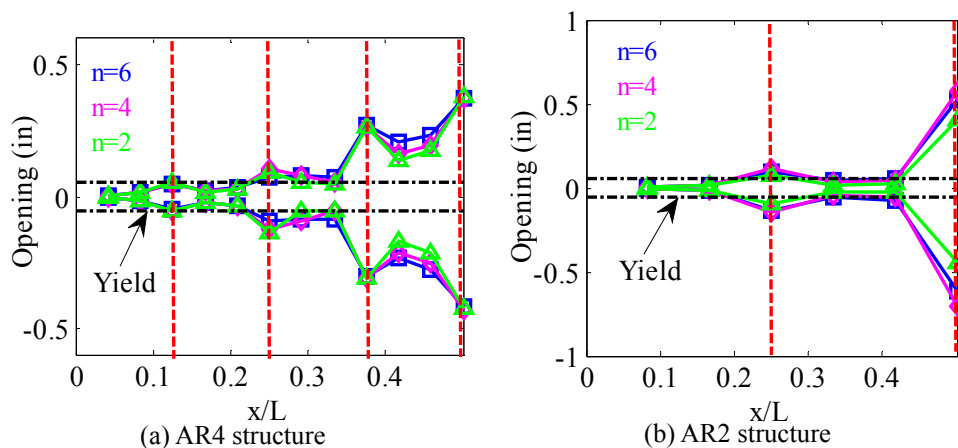 n=6
n=4
n=2
0.5
0
-0.5
Opening (in)
Yield
0 0.1 0.2 0.3 0.4
x/L
(a) AR4 structure
n=6
n=4
n=2
1
0.5
0
-0.5
-1
Opening (in)
Yield
0 0.1 0.2 0.3 0.4
x/L
(b) AR2 structure